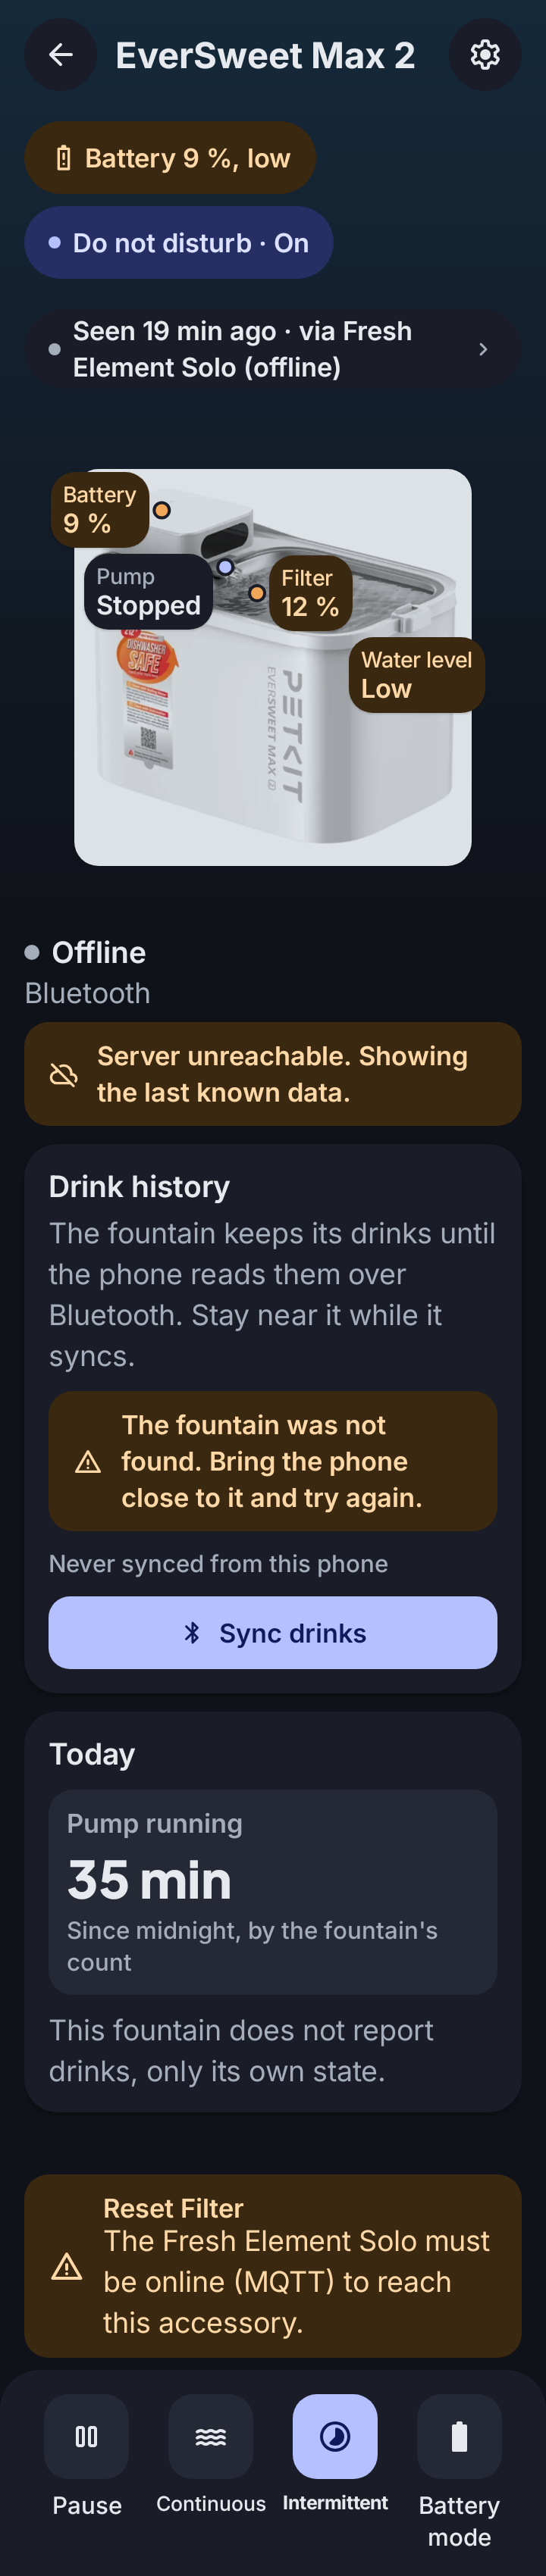 EverSweet Max 2
Battery 9 %, low
Do not disturb · On
Seen 19 min ago · via Fresh
Element Solo (offline)
Battery
9 %
Pump
Stopped
Filter
12 %
Water level
Low
DISHWASHER
SAFE
PETKIT
EVERSWEET MAX 2
Offline
Bluetooth
Server unreachable. Showing
the last known data.
Drink history
The fountain keeps its drinks until
the phone reads them over
Bluetooth. Stay near it while it
syncs.
The fountain was not
found. Bring the phone
close to it and try again.
Never synced from this phone
Sync drinks
Today
Pump running
35 min
Since midnight, by the fountain's
count
This fountain does not report
drinks, only its own state.
Reset Filter
The Fresh Element Solo must
be online (MQTT) to reach
this accessory.
Pause
Continuous
Intermittent
Battery
mode